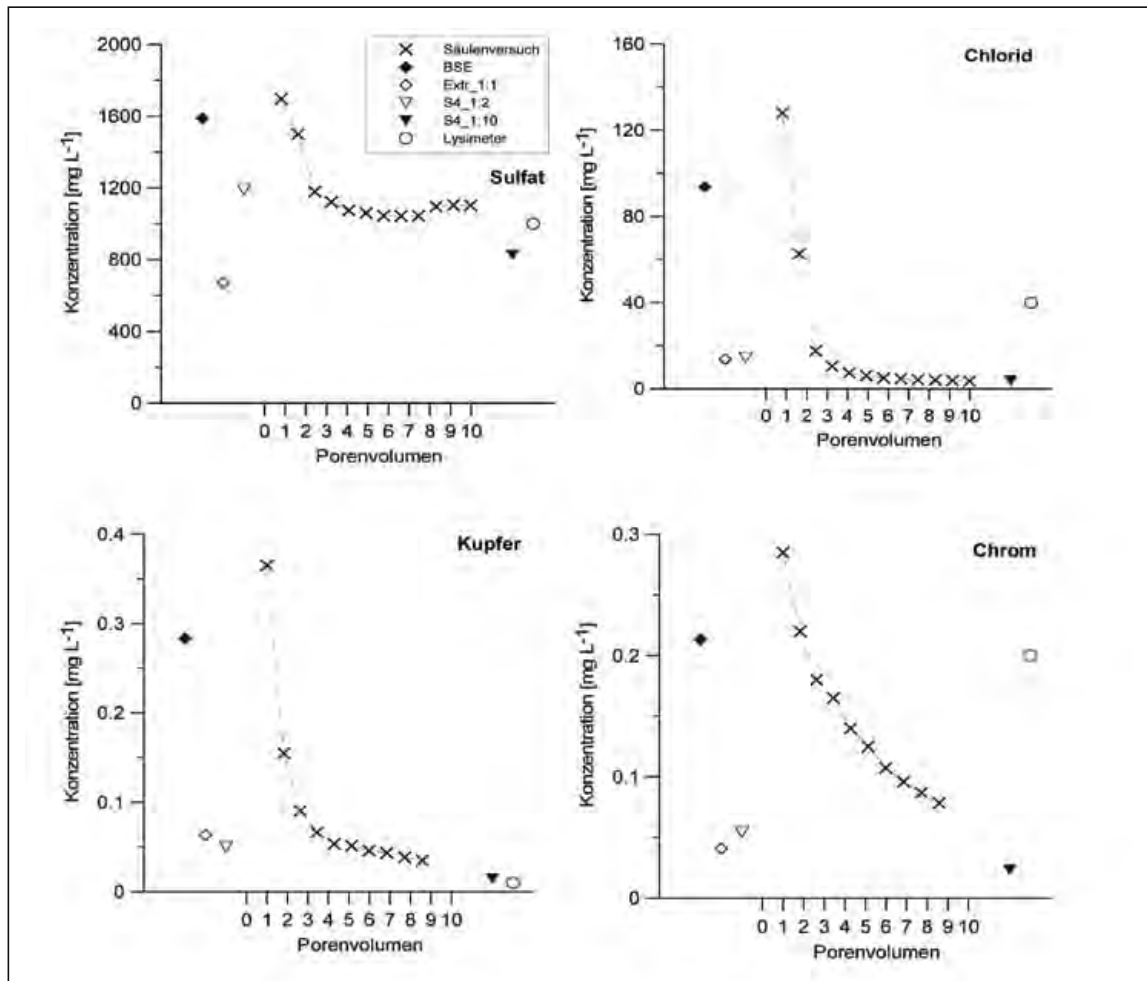 2000
1600
1200
800
400
0
Konzentration [mg L⁻¹]
Säulenversuch
BSE
Extr_1:1
S4_1:2
S4_1:10
Lysimeter
Sulfat
0 1 2 3 4 5 6 7 8 9 10
Porenvolumen
160
120
80
40
0
Konzentration [mg L⁻¹]
Chlorid
0 1 2 3 4 5 6 7 8 9 10
Porenvolumen
0.4
0.3
0.2
0.1
0
Konzentration [mg L⁻¹]
Kupfer
0 1 2 3 4 5 6 7 8 9 10
Porenvolumen
0.3
0.2
0.1
0
Konzentration [mg L⁻¹]
Chrom
0 1 2 3 4 5 6 7 8 9 10
Porenvolumen